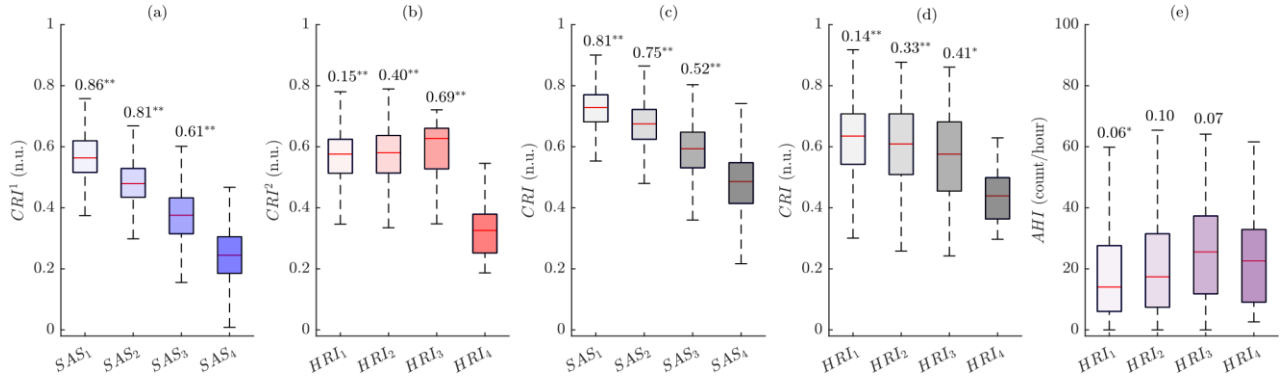 (a)
CRI¹ (n.u.)
1
0.8
0.6
0.4
0.2
0
0.86**
0.81**
0.61**
SAS₁
SAS₂
SAS₃
SAS₄
(b)
CRI² (n.u.)
1
0.8
0.6
0.4
0.2
0
0.15**
0.40**
0.69**
HRI₁
HRI₂
HRI₃
HRI₄
(c)
CRI (n.u.)
1
0.8
0.6
0.4
0.2
0
0.81**
0.75**
0.52**
SAS₁
SAS₂
SAS₃
SAS₄
(d)
CRI (n.u.)
1
0.8
0.6
0.4
0.2
0
0.14**
0.33**
0.41*
HRI₁
HRI₂
HRI₃
HRI₄
(e)
AHI (count/hour)
100
80
60
40
20
0
0.06*
0.10
0.07
HRI₁
HRI₂
HRI₃
HRI₄